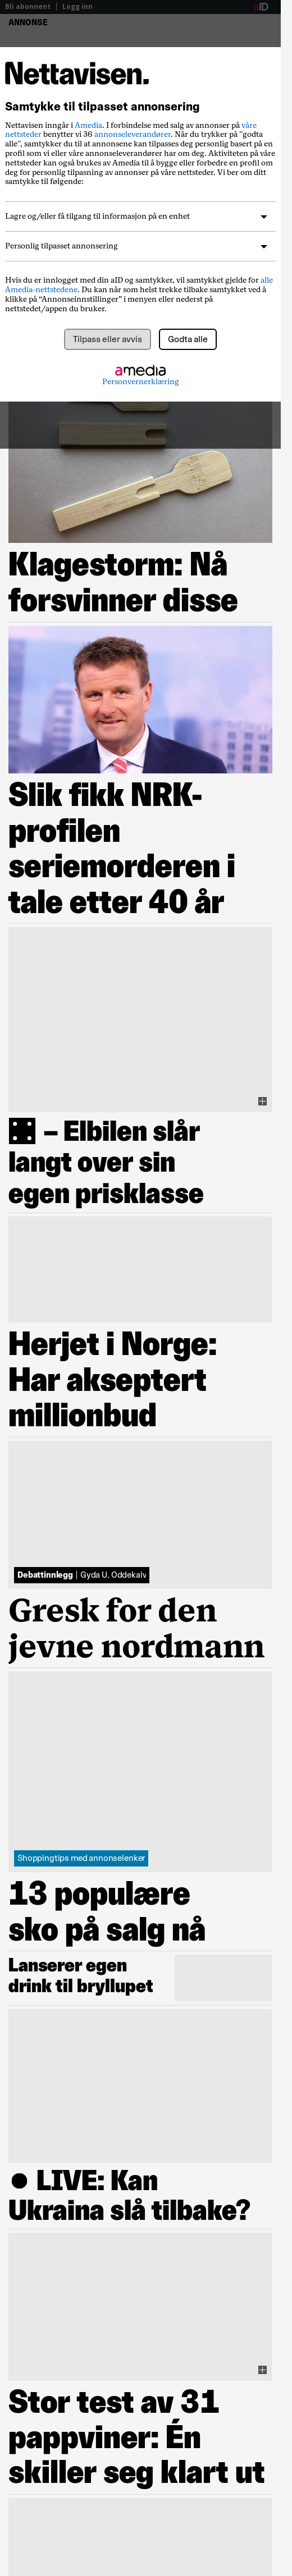 Bli abonnent | Logg inn
aID
ANNONSE
Nettavisen.
Samtykke til tilpasset annonsering
Nettavisen inngår i Amedia. I forbindelse med salg av annonser på våre
nettsteder benytter vi 36 annonseleverandører. Når du trykker på "godta
alle", samtykker du til at annonsene kan tilpasses deg personlig basert på en
profil som vi eller våre annonseleverandører har om deg. Aktiviteten på våre
nettsteder kan også brukes av Amedia til å bygge eller forbedre en profil om
deg for personlig tilpasning av annonser på våre nettsteder. Vi ber om ditt
samtykke til følgende:
Lagre og/eller få tilgang til informasjon på en enhet
Personlig tilpasset annonsering
Hvis du er innlogget med din aID og samtykker, vil samtykket gjelde for alle
Amedia-nettstedene. Du kan når som helst trekke tilbake samtykket ved å
klikke på “Annonseinnstillinger” i menyen eller nederst på
nettstedet/appen du bruker.
Tilpass eller avvis
Godta alle
amedia
Personvernerklæring
Klagestorm: Nå
forsvinner disse
Slik fikk NRK-
profilen
seriemorderen i
tale etter 40 år
– Elbilen slår
langt over sin
egen prisklasse
Herjet i Norge:
Har akseptert
millionbud
Debattinnlegg | Gyda U. Oddekalv
Gresk for den
jevne nordmann
Shoppingtips med annonselenker
13 populære
sko på salg nå
Lanserer egen
drink til bryllupet
● LIVE: Kan
Ukraina slå tilbake?
Stor test av 31
pappviner: Én
skiller seg klart ut